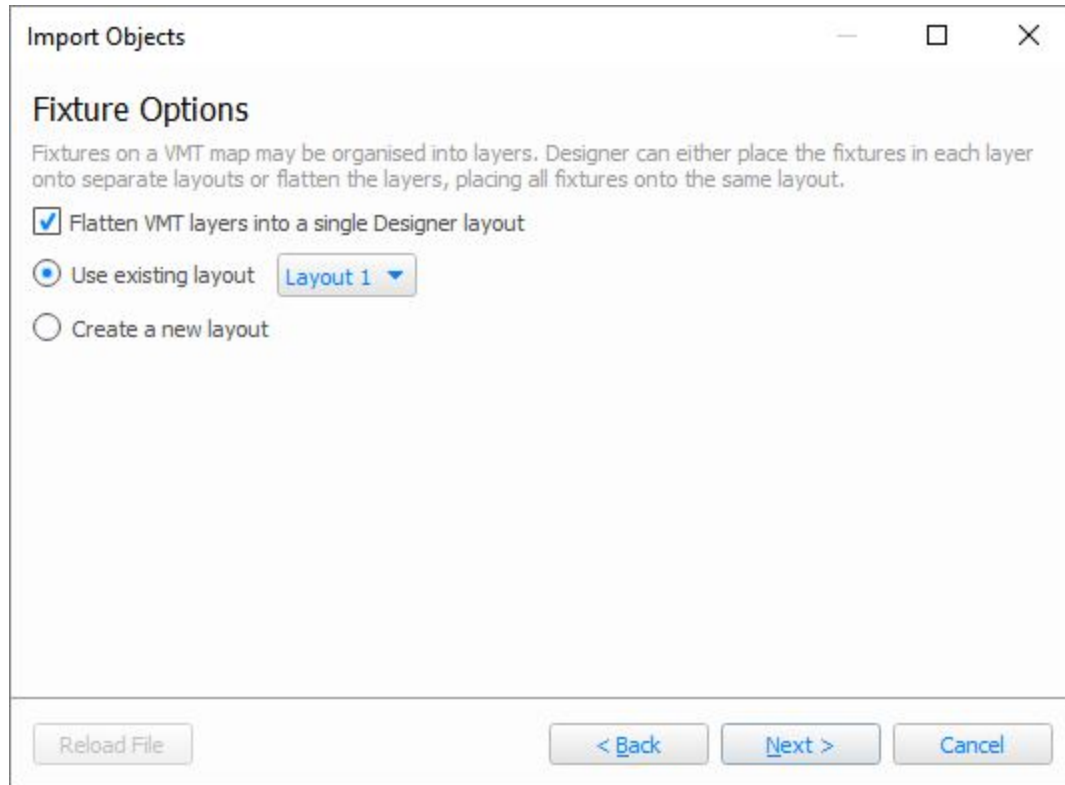 Import Objects
Fixture Options
Fixtures on a VMT map may be organised into layers. Designer can either place the fixtures in each layer
onto separate layouts or flatten the layers, placing all fixtures onto the same layout.
Flatten VMT layers into a single Designer layout
Use existing layout Layout 1
Create a new layout
Reload File < Back Next > Cancel